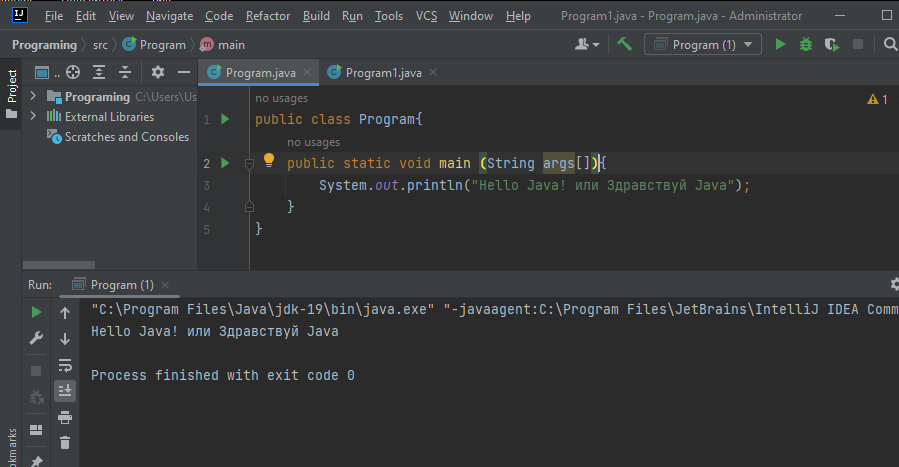 File Edit View Navigate Code Refactor Build Run Tools VCS Window Help Program1.java - Program.java - Administrator
Programing src Program main Program (1)
Project
.. Program.java Program1.java
Programing C:\Users\Us
External Libraries
Scratches and Consoles
no usages
1
1 public class Program{
no usages
2 public static void main (String args[]){
3 System.out.println("Hello Java! или Здравствуй Java");
4 }
5 }
Run: Program (1)
"C:\Program Files\Java\jdk-19\bin\java.exe" "-javaagent:C:\Program Files\JetBrains\IntelliJ IDEA Comm
Hello Java! или Здравствуй Java
Process finished with exit code 0
okmarks